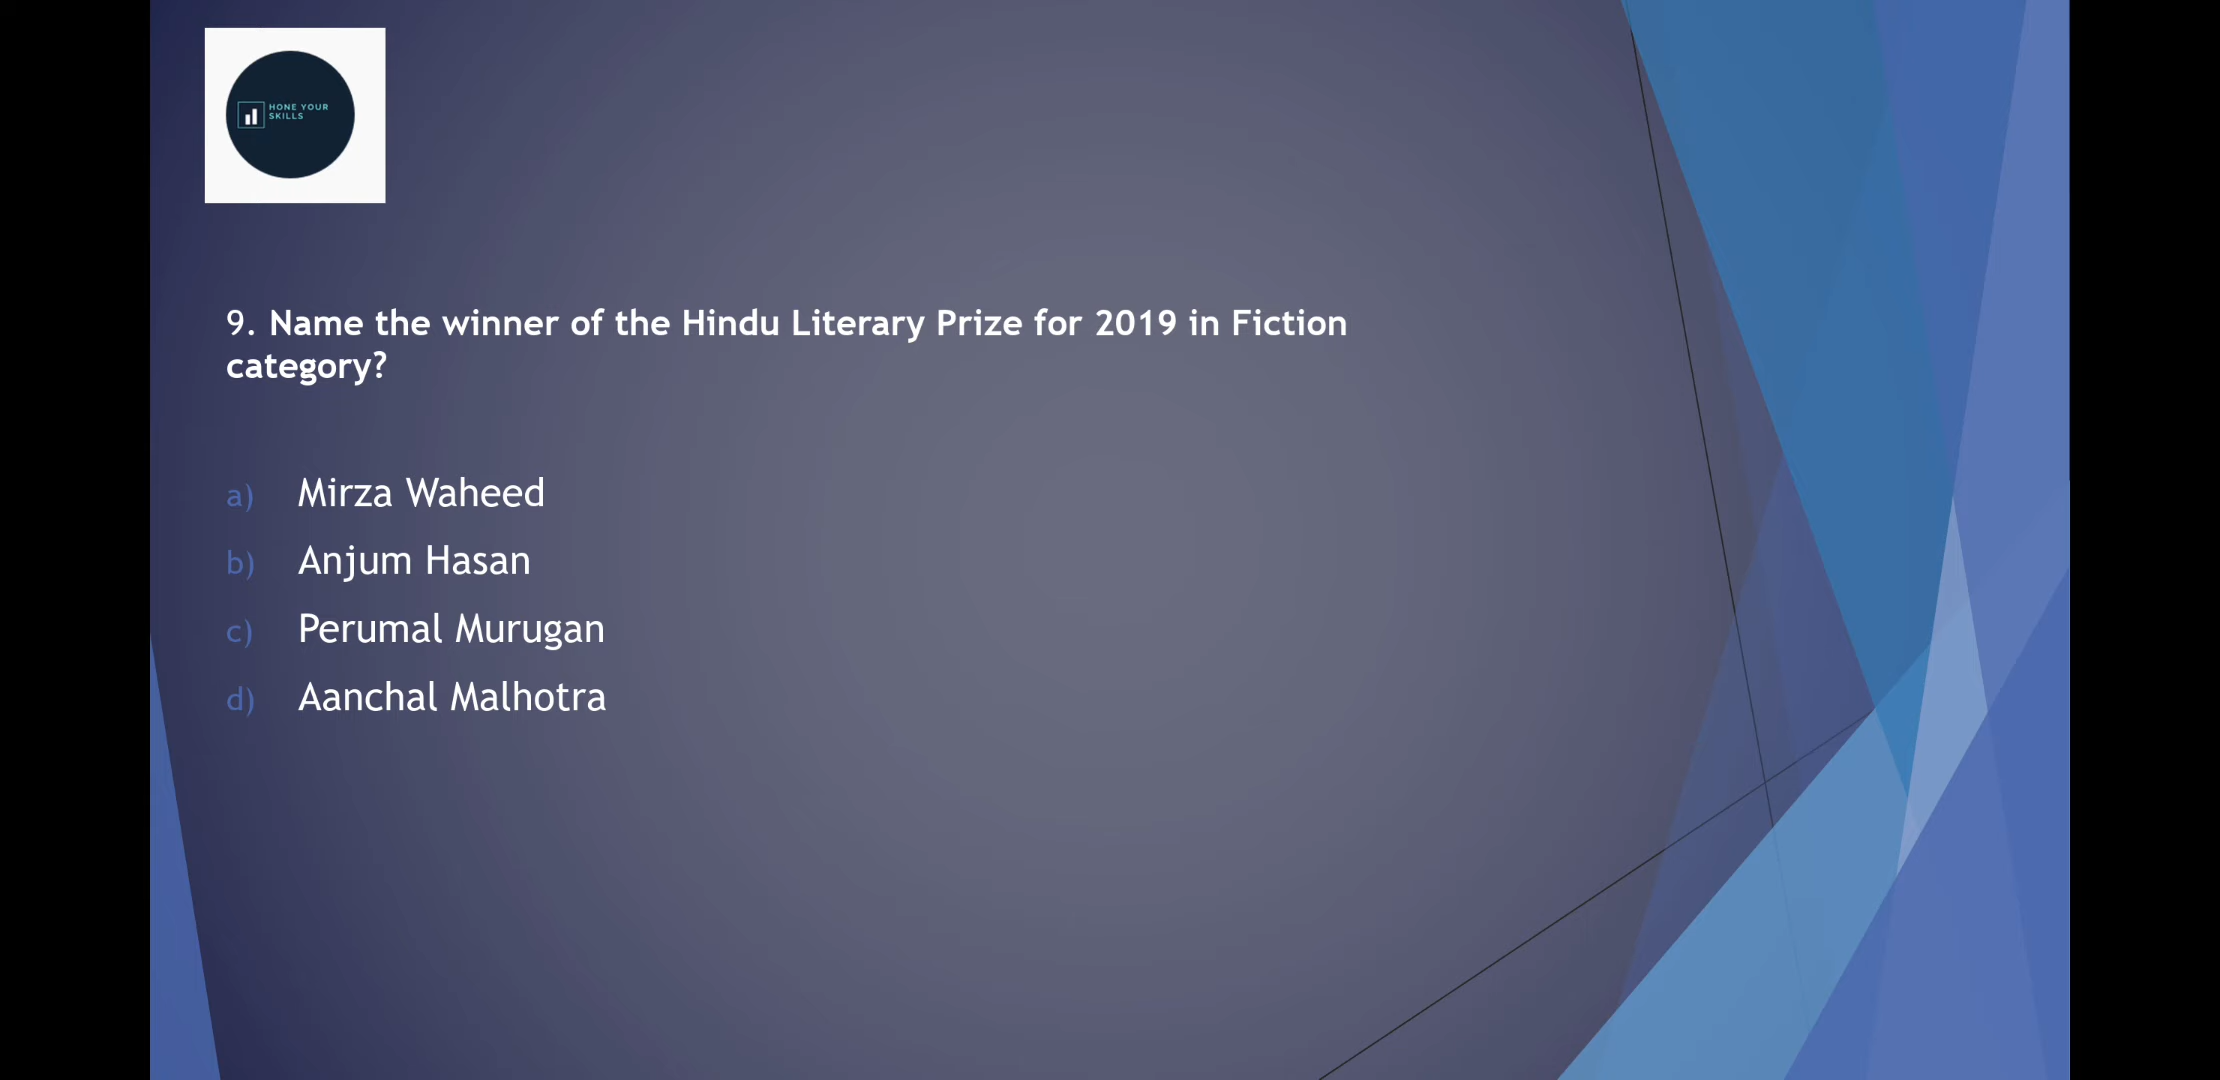 HONE YOUR
SKILLS
9. Name the winner of the Hindu Literary Prize for 2019 in Fiction
category?
a) Mirza Waheed
b) Anjum Hasan
c) Perumal Murugan
d) Aanchal Malhotra